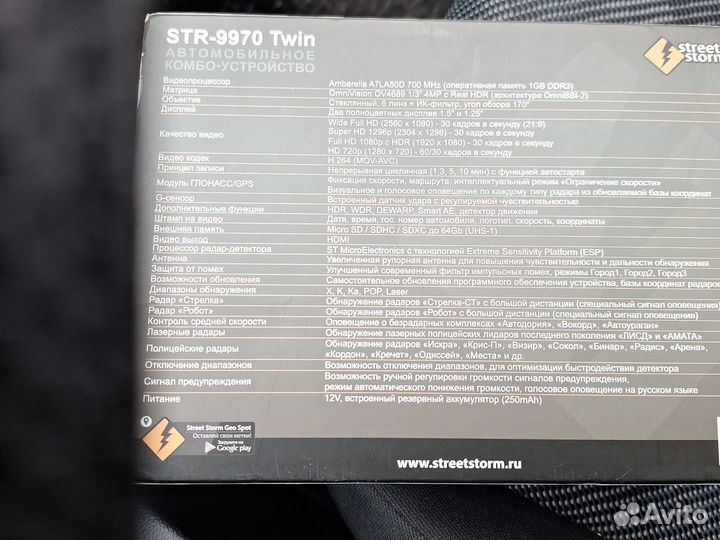 STR-9970 Twin
АВТОМОБИЛЬНОЕ
КОМБО-УСТРОЙСТВО
street
storm
Видеопроцессор Ambarella A7LA50D 700 MHz (оперативная память 1GB DDR3)
Матрица OmniVision OV4689 1/3" 4MP с Real HDR (архитектура OmniBSI-2)
Объектив Стеклянный, 6 линз + ИК-фильтр, угол обзора 170°
Дисплей Два полноцветных дисплея 1.5" и 1.25"
Качество видео Wide Full HD (2560 x 1080) - 30 кадров в секунду (21:9)
Super HD 1296p (2304 x 1296) - 30 кадров в секунду
Full HD 1080p с HDR (1920 x 1080) - 30 кадров в секунду
HD 720p (1280 x 720) - 60/30 кадров в секунду
Видео кодек H.264 (MOV-AVC)
Принцип записи Непрерывная цикличная (1,3, 5, 10 мин) с функцией автостарта
Модуль ГЛОНАСС/GPS Фиксация скорости, маршрута, интеллектуальный режим «Ограничение скорости»
Визуальное и голосовое оповещение по каждому типу радара из обновляемой базы координат
G-сенсор Встроенный датчик удара с регулируемой чувствительностью
Дополнительные функции HDR, WDR, DEWARP, Smart AE, детектор движения
Штамп на видео Дата, время, гос. номер автомобиля, логотип, скорость, координаты
Внешняя память Micro SD / SDHC / SDXC до 64Gb (UHS-1)
Видео выход HDMI
Процессор радар-детектора ST MicroElectronics с технологией Extreme Sensitivity Platform (ESP)
Антенна Увеличенная рупорная антенна для повышения чувствительности и дальности обнаружения
Защита от помех Улучшенный современный фильтр импульсных помех, режимы Город1, Город2, Город3
Возможности обновления Самостоятельное обновления программного обеспечения устройства, базы координат радаров
Диапазоны обнаружения X, K, Ka, POP, Laser
Радар «Стрелка» Обнаружение радаров «Стрелка-СТ» с большой дистанции (специальный сигнал оповещения)
Радар «Робот» Обнаружение радаров «Робот» с большой дистанции (специальный сигнал оповещения)
Контроль средней скорости Оповещение о безрадарных комплексах «Автодория», «Вокорд», «Автоураган»
Лазерные радары Обнаружение лазерных полицейских лидаров последнего поколения «ЛИСД» и «АМАТА»
Полицейские радары Обнаружение радаров «Искра», «Крис-П», «Визир», «Сокол», «Бинар», «Радис», «Арена»,
«Кордон», «Кречет», «Одиссей», «Места» и др.
Отключение диапазонов Возможность отключения диапазонов, для оптимизации быстродействия детектора
Сигнал предупреждения Возможность ручной регулировки громкости сигналов предупреждения,
режим автоматического понижения громкости, голосовое оповещение на русском языке
Питание 12V, встроенный резервный аккумулятор (250mAh)
Street Storm Geo Spot
Оставляй свои метки!
Загрузите на
Google play
www.streetstorm.ru
Avito